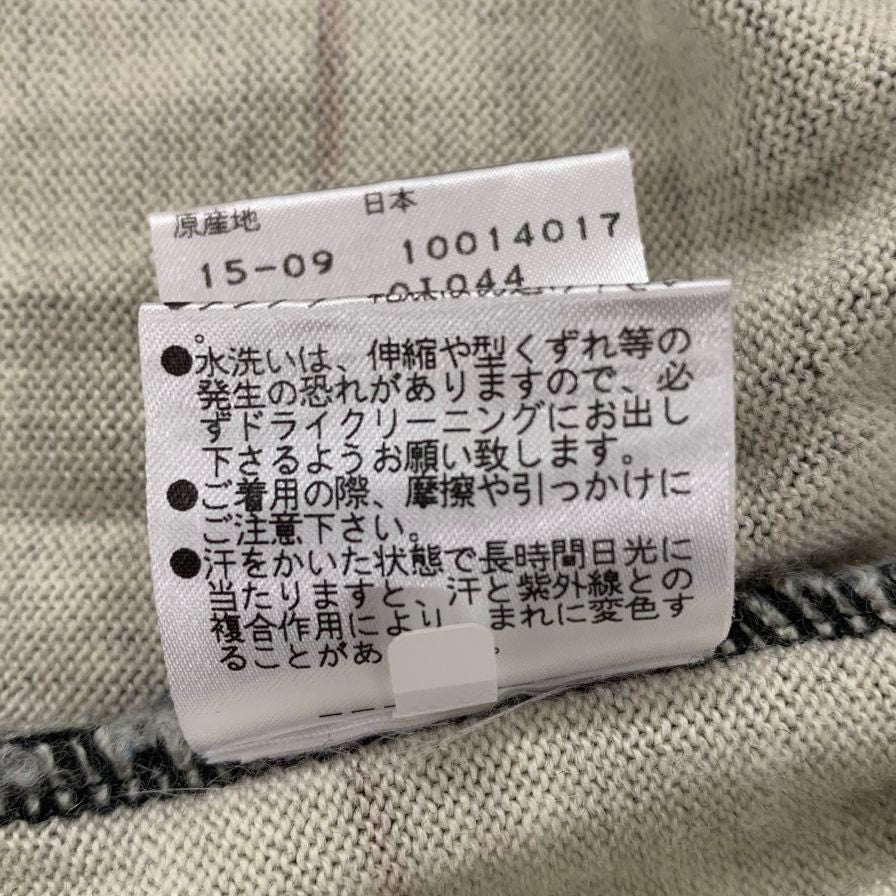 原産地 日本
15-09 10014017
OI044
。
●水洗いは、伸縮や型くずれ等の
発生の恐れがありますので、必
ずドライクリーニングにお出し
下さるようお願い致します。
●ご着用の際、摩擦や引っかけに
ご注意下さい。
●汗をかいた状態で長時間日光に
当たりますと、汗と紫外線との
複合作用により まれに変色す
ることがあ 。